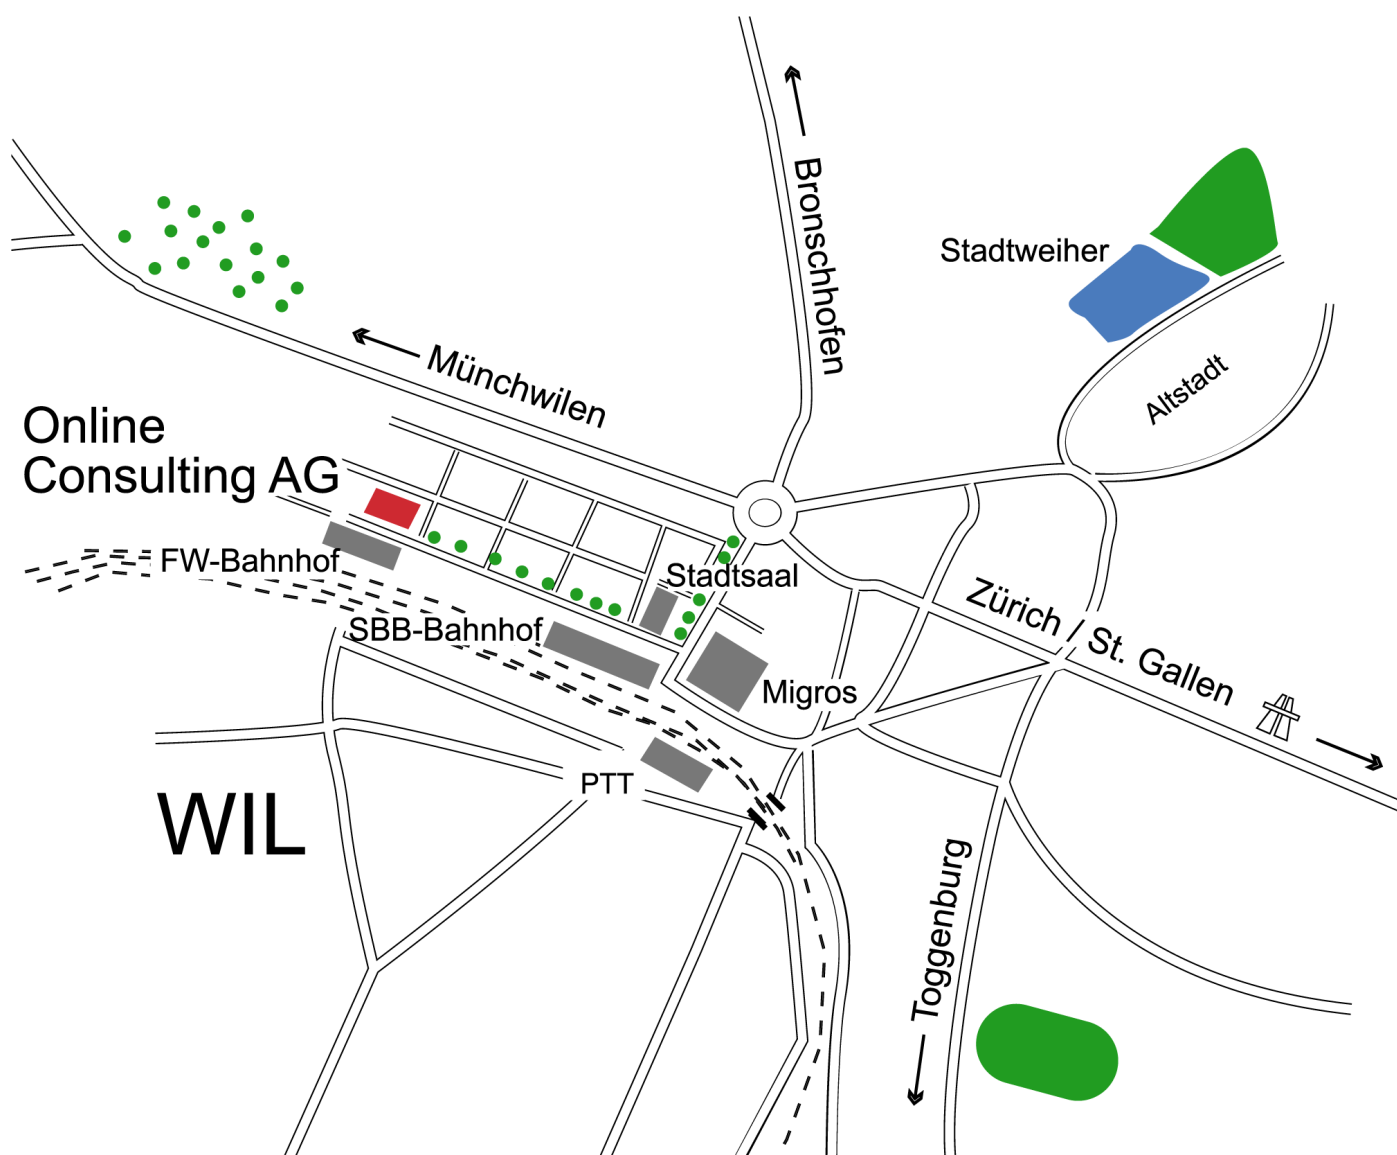 Bronschhofen
Stadtweiher
Altstadt
Münchwilen
Online
Consulting AG
FW-Bahnhof
Stadtsaal
SBB-Bahnhof
Zürich / St. Gallen
Migros
PTT
WIL
Toggenburg